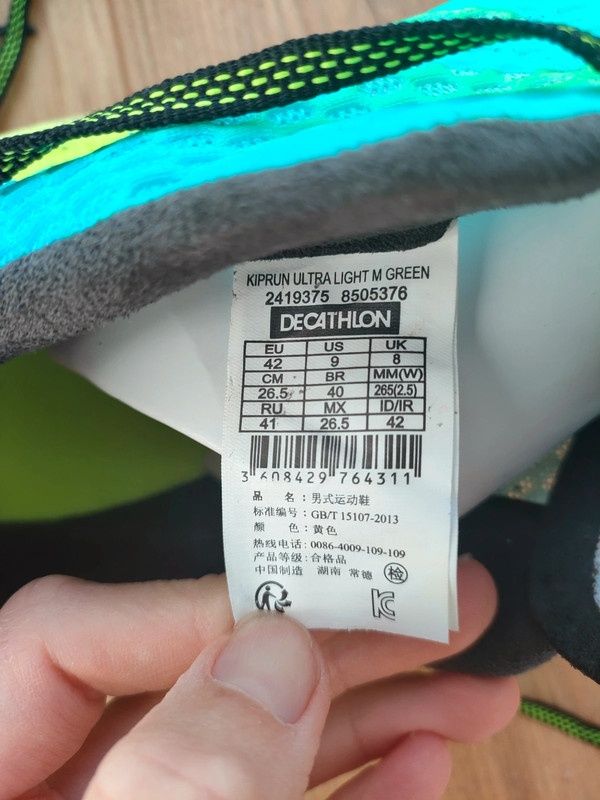 KIPRUN ULTRA LIGHT M GREEN
2419375 8505376
DECATHLON
EU US UK
42 9 8
CM BR MM(W)
26.5 40 265(2.5)
RU MX ID/IR
41 26.5 42
3 608429 764311
品 名：男式运动鞋
标准编号：GB/T 15107-2013
颜 色：黄色
热线电话: 0086-4009-109-109
产品等级: 合格品
中国制造 湖南 常德 检